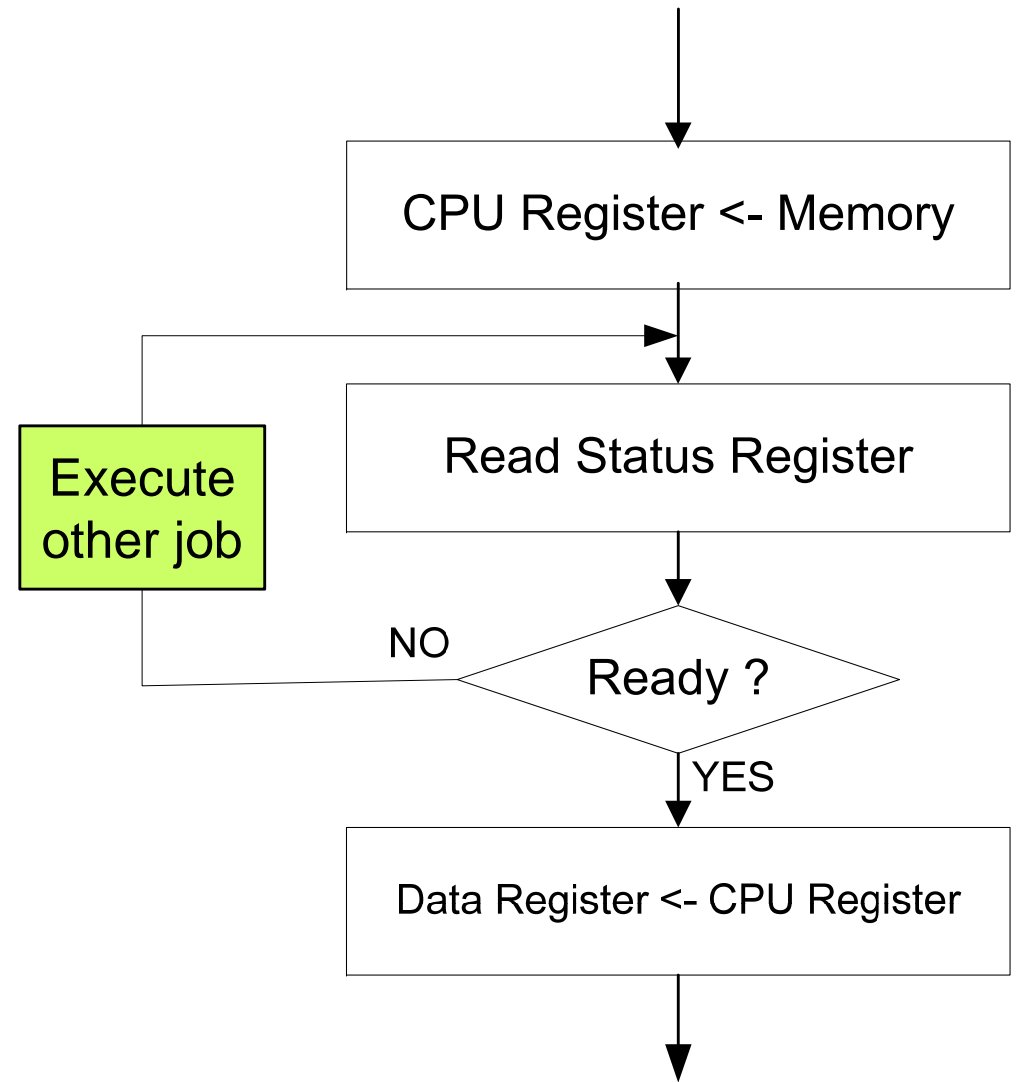 CPU Register <- Memory
Read Status Register
Execute
other job
NO
Ready ?
YES
Data Register <- CPU Register